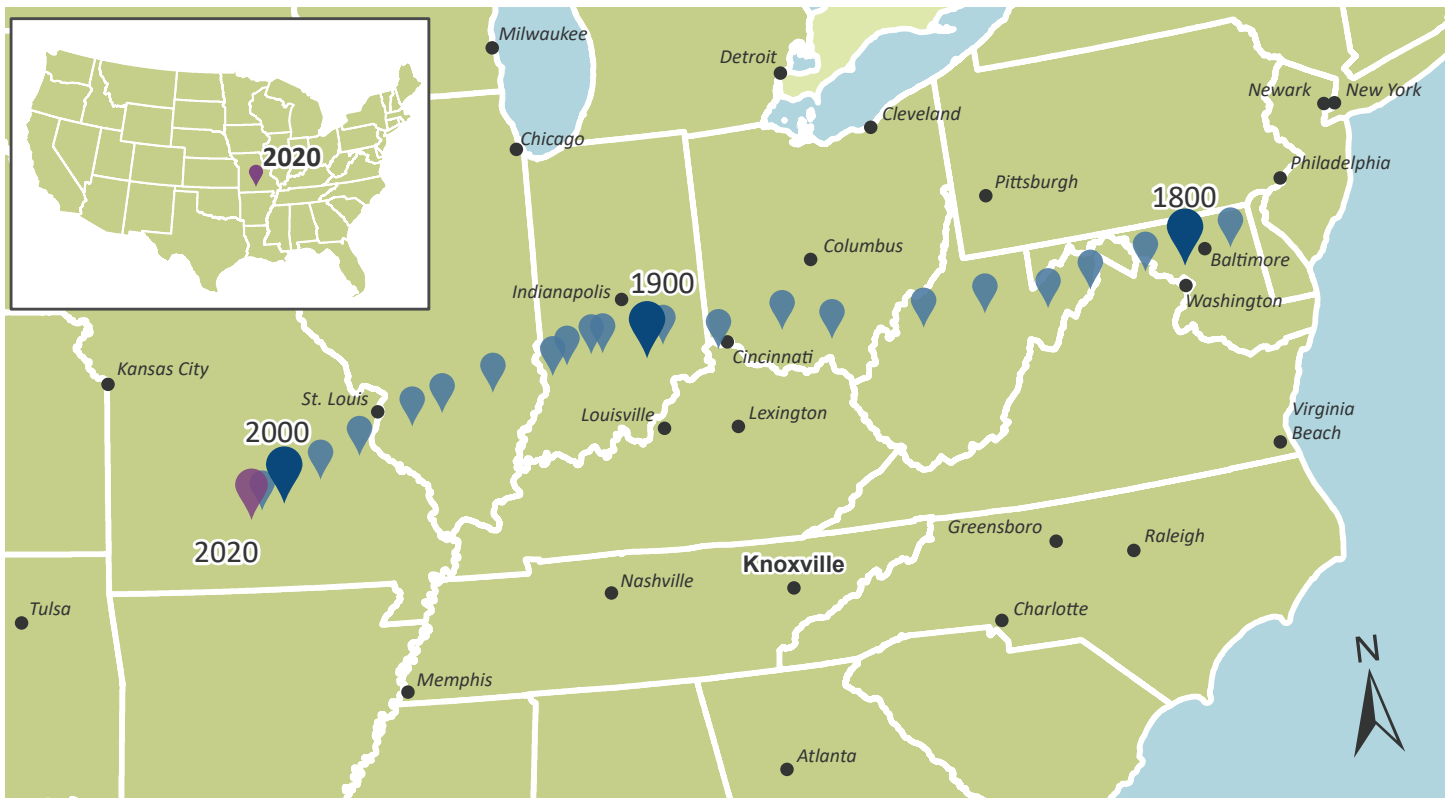 2020
Milwaukee
Detroit
Cleveland
Newark
New York
Chicago
Philadelphia
Pittsburgh
1800
Columbus
Baltimore
Washington
1900
Indianapolis
Cincinnati
Kansas City
St. Louis
Louisville
Lexington
Virginia
Beach
2000
2020
Greensboro
Raleigh
Knoxville
Nashville
Tulsa
Charlotte
Memphis
Atlanta
N